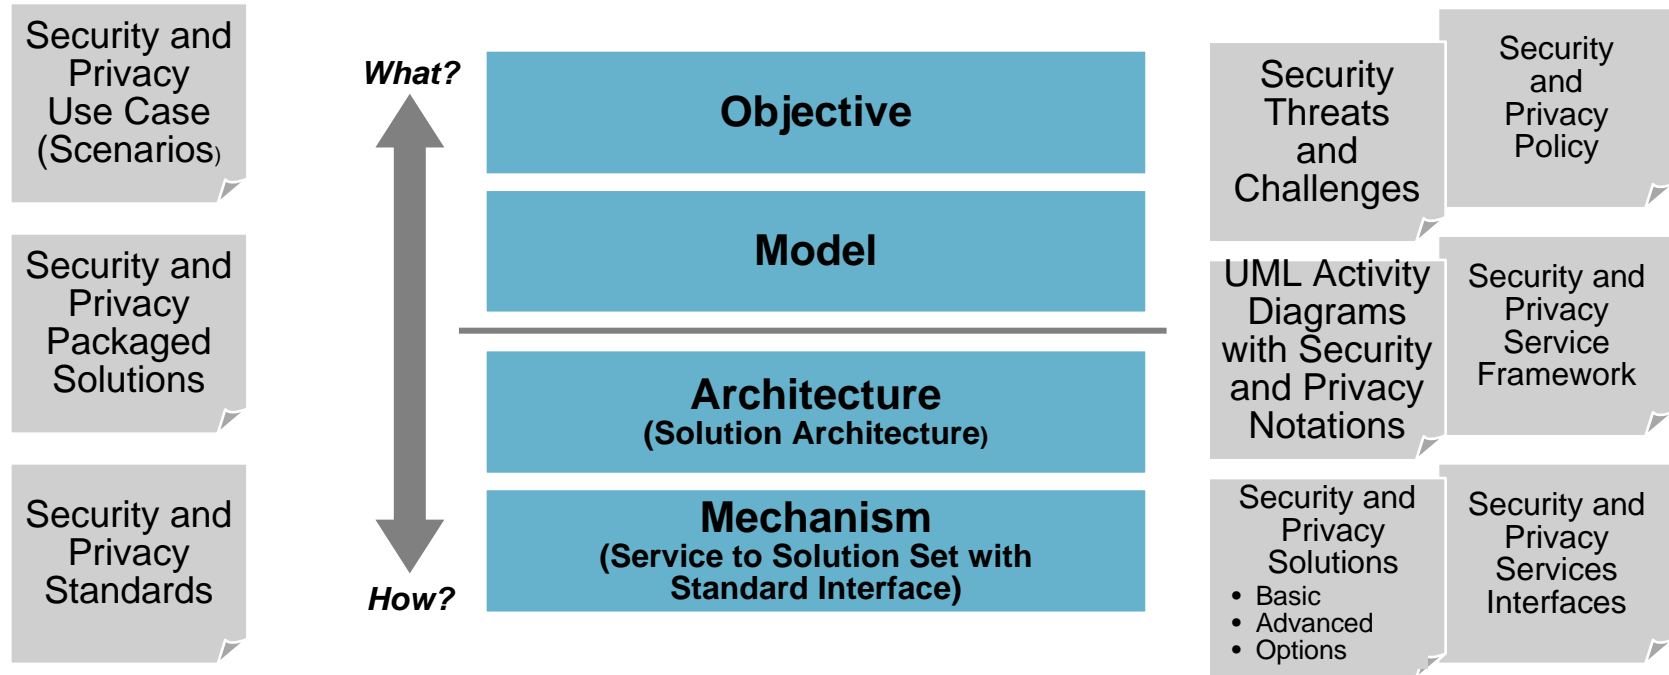 Security and
Privacy
Use Case
(Scenarios)
Security and
Privacy
Packaged
Solutions
Security and
Privacy
Standards
What?
How?
Objective
Model
Architecture
(Solution Architecture)
Mechanism
(Service to Solution Set with
Standard Interface)
Security
Threats
and
Challenges
Security
and
Privacy
Policy
UML Activity
Diagrams
with Security
and Privacy
Notations
Security and
Privacy
Service
Framework
Security and
Privacy
Solutions
• Basic
• Advanced
• Options
Security and
Privacy
Services
Interfaces